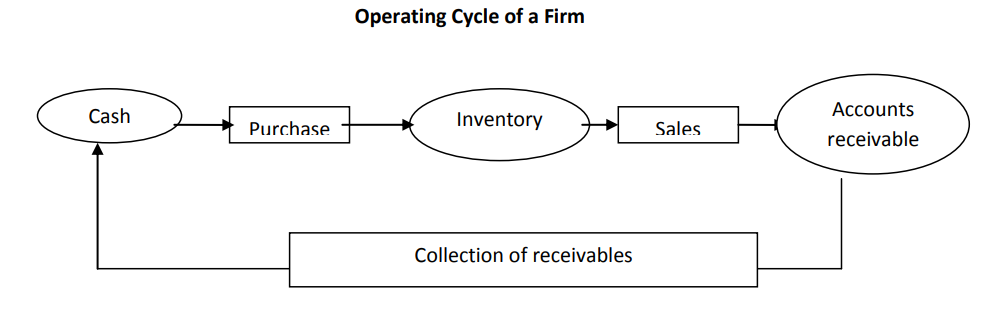 Operating Cycle of a Firm
Cash
Purchase
Inventory
Sales
Accounts
receivable
Collection of receivables